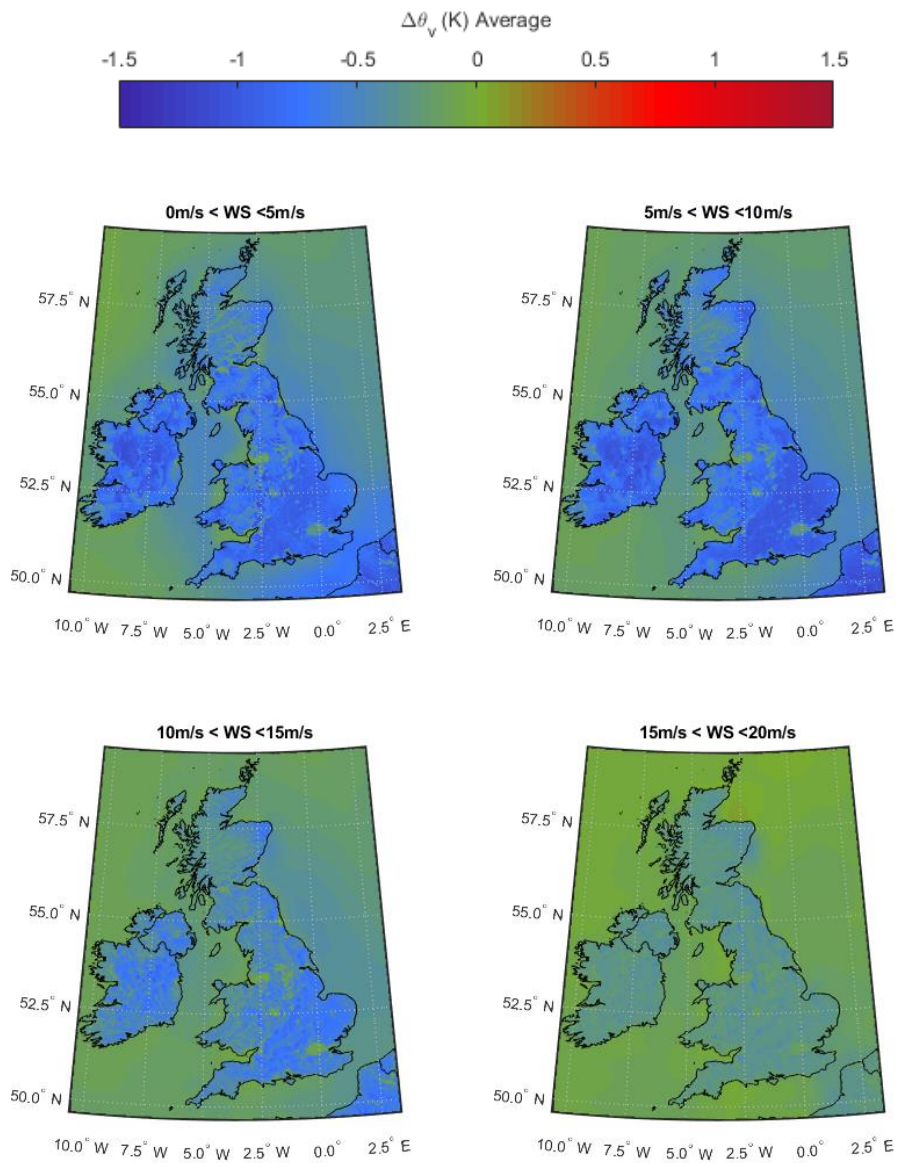 Δθv (K) Average
-1.5 -1 -0.5 0 0.5 1 1.5
0m/s < WS <5m/s
57.5° N
55.0° N
52.5° N
50.0° N
10.0° W 7.5° W 5.0° W 2.5° W 0.0° 2.5° E
5m/s < WS <10m/s
57.5° N
55.0° N
52.5° N
50.0° N
10.0° W 7.5° W 5.0° W 2.5° W 0.0° 2.5° E
10m/s < WS <15m/s
57.5° N
55.0° N
52.5° N
50.0° N
10.0° W 7.5° W 5.0° W 2.5° W 0.0° 2.5° E
15m/s < WS <20m/s
57.5° N
55.0° N
52.5° N
50.0° N
10.0° W 7.5° W 5.0° W 2.5° W 0.0° 2.5° E